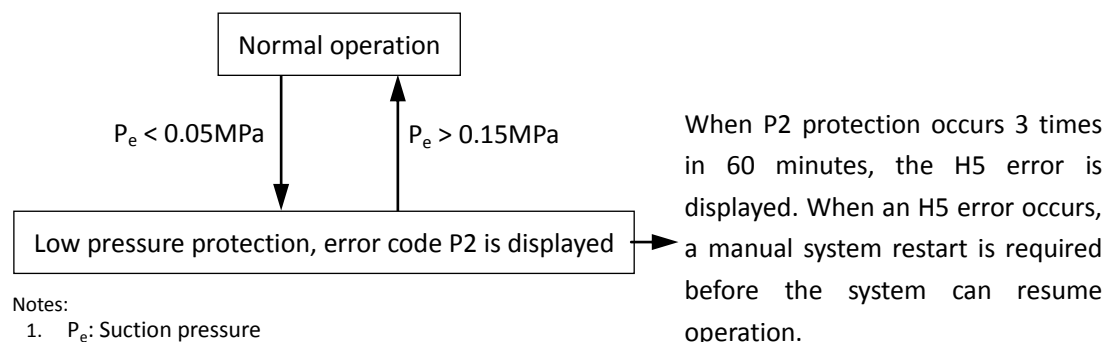 Normal operation
Pₑ < 0.05MPa
Pₑ > 0.15MPa
Low pressure protection, error code P2 is displayed
When P2 protection occurs 3 times
in 60 minutes, the H5 error is
displayed. When an H5 error occurs,
a manual system restart is required
before the system can resume
operation.
Notes:
1. Pₑ: Suction pressure